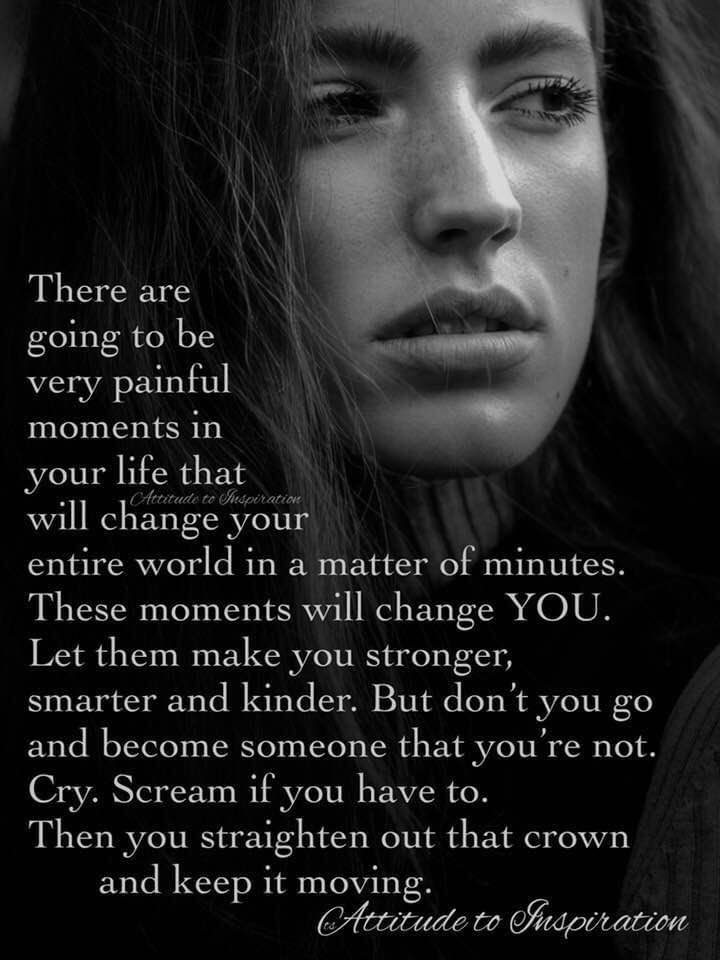 There are
going to be
very painful
moments in
your life that
Attitude to Inspiration
will change your
entire world in a matter of minutes.
These moments will change YOU.
Let them make you stronger,
smarter and kinder. But don't you go
and become someone that you're not.
Cry. Scream if you have to.
Then you straighten out that crown
and keep it moving.
ts Attitude to Inspiration